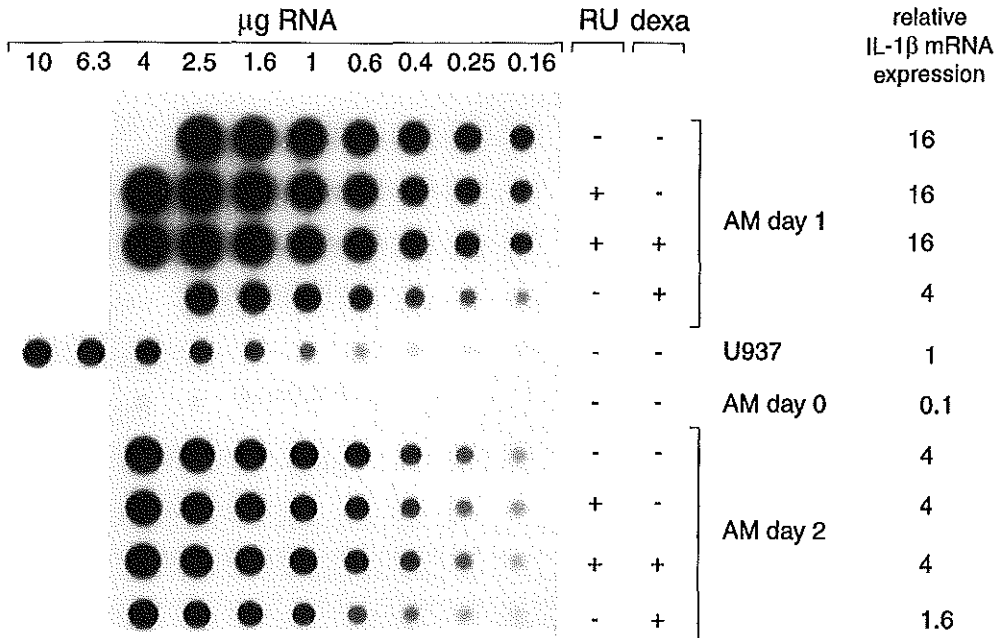 µg RNA RU dexa relative IL-1β mRNA expression
10 6.3 4 2.5 1.6 1 0.6 0.4 0.25 0.16
- - 16
+ - 16
AM day 1
+ + 16
- + 4
- - U937 1
- - AM day 0 0.1
- - 4
+ - 4
AM day 2
+ + 4
- + 1.6